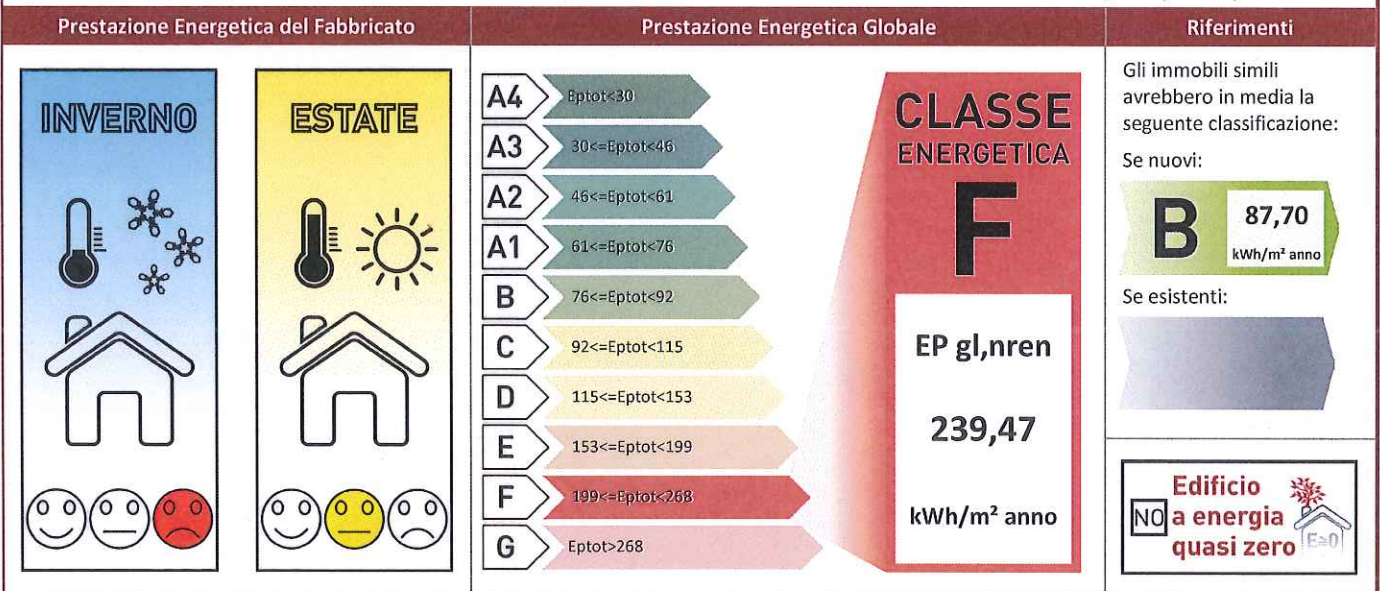 Prestazione Energetica del Fabbricato
Prestazione Energetica Globale
Riferimenti
INVERNO
ESTATE
A4
Eptot<30
A3
30<=Eptot<46
A2
46<=Eptot<61
A1
61<=Eptot<76
B
76<=Eptot<92
C
92<=Eptot<115
D
115<=Eptot<153
E
153<=Eptot<199
F
199<=Eptot<268
G
Eptot>268
CLASSE
ENERGETICA
F
EP gl,nren
239,47
kWh/m² anno
Gli immobili simili
avrebbero in media la
seguente classificazione:
Se nuovi:
B
87,70
kWh/m² anno
Se esistenti:
NO
Edificio
a energia
quasi zero
E≅0